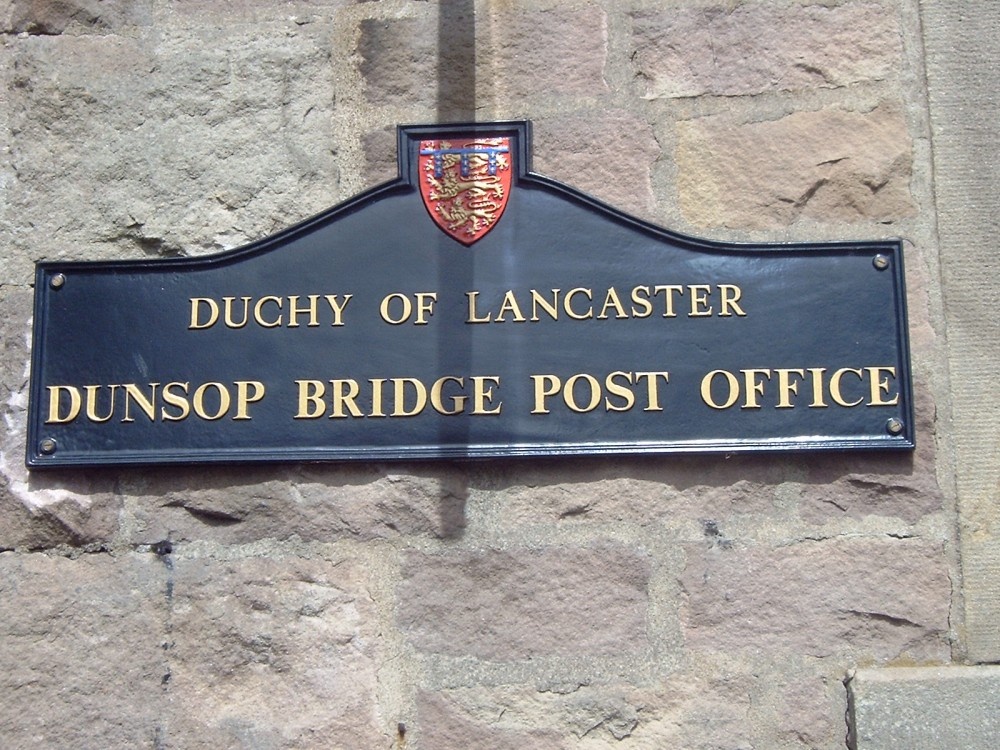 DUCHY OF LANCASTER
DUNSOP BRIDGE POST OFFICE